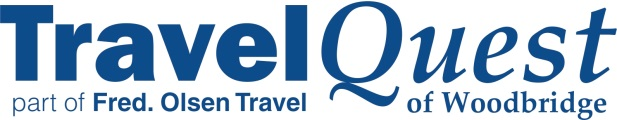 TravelQuest
part of Fred. Olsen Travel
of Woodbridge